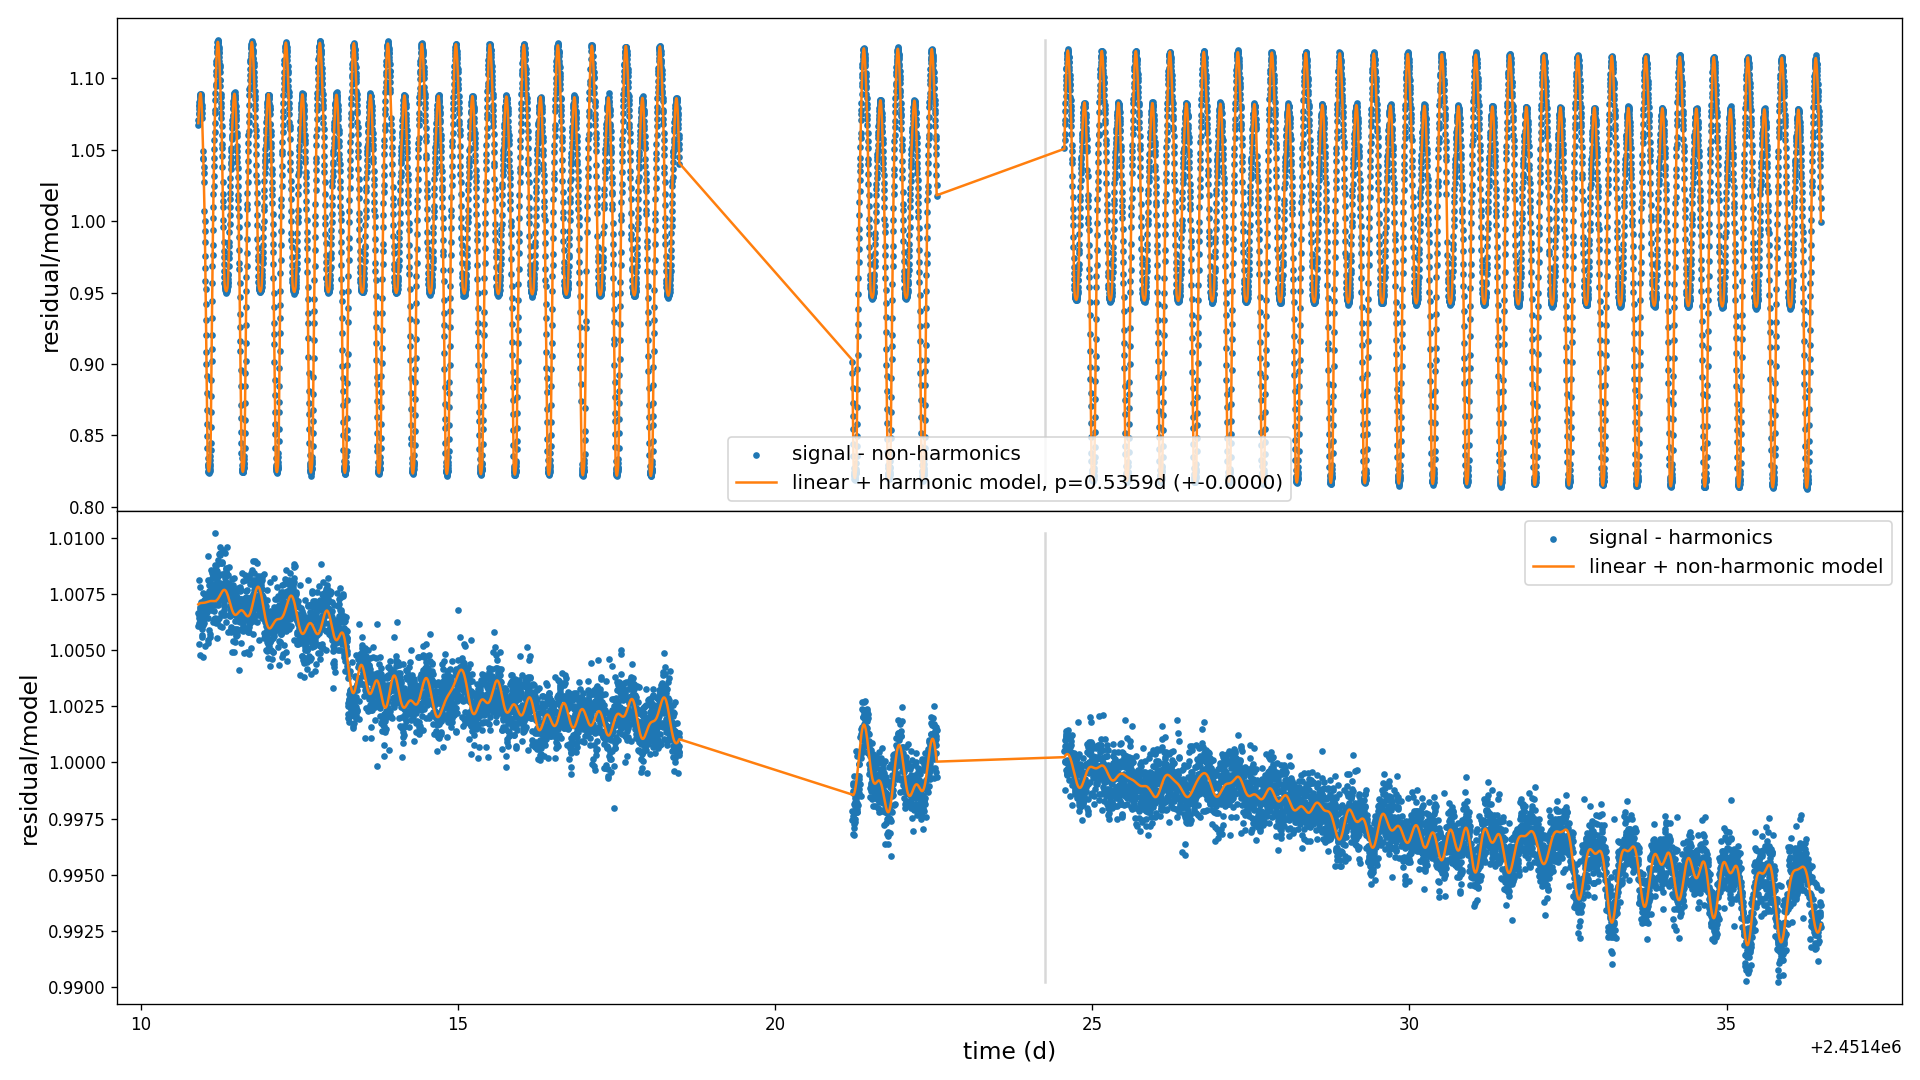 residual/model
1.10
1.05
1.00
0.95
0.90
0.85
0.80
signal - non-harmonics
linear + harmonic model, p=0.5359d (+-0.0000)
residual/model
1.0100
1.0075
1.0050
1.0025
1.0000
0.9975
0.9950
0.9925
0.9900
signal - harmonics
linear + non-harmonic model
10 15 20 25 30 35
time (d)
+2.4514e6